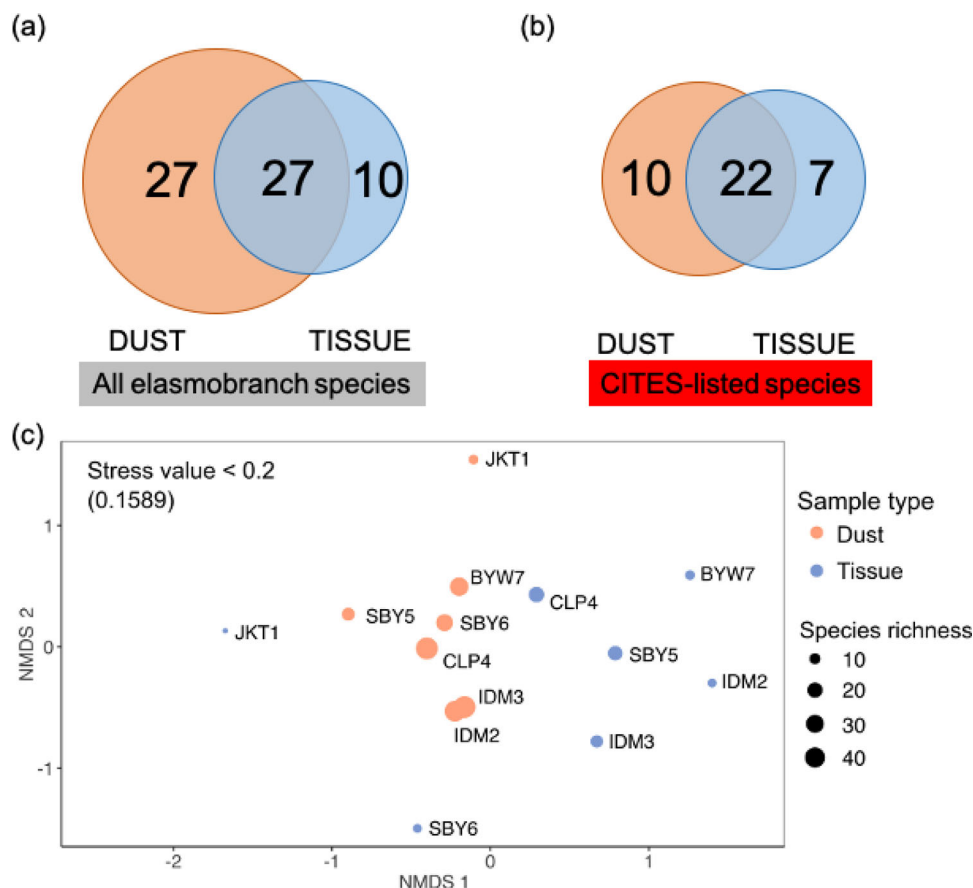 (a)
27
27
10
DUST
TISSUE
All elasmobranch species
(b)
10
22
7
DUST
TISSUE
CITES-listed species
(c)
Stress value < 0.2
(0.1589)
JKT1
BYW7
BYW7
CLP4
SBY5
SBY6
JKT1
CLP4
SBY5
IDM2
IDM3
IDM2
IDM3
SBY6
1
0
-1
NMDS 2
-2
-1
0
1
NMDS 1
Sample type
Dust
Tissue
Species richness
10
20
30
40